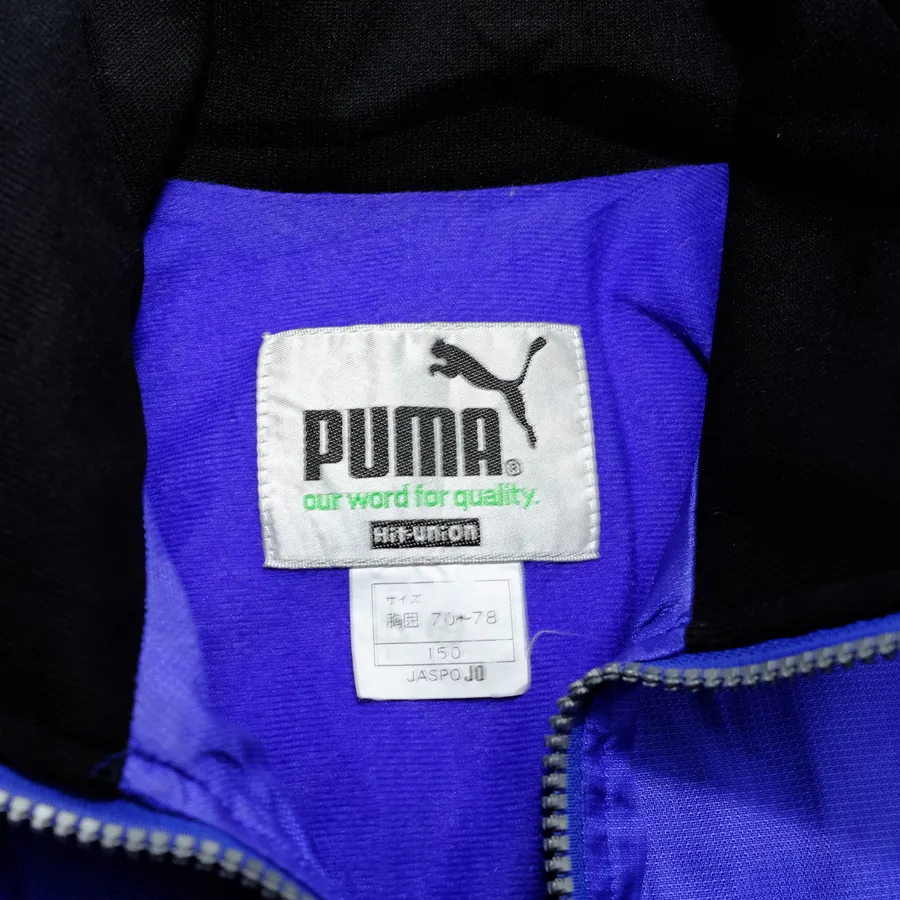 PUMA®
our word for quality.
Hit-union
サイズ
胸囲 70~78
150
JASPO JO